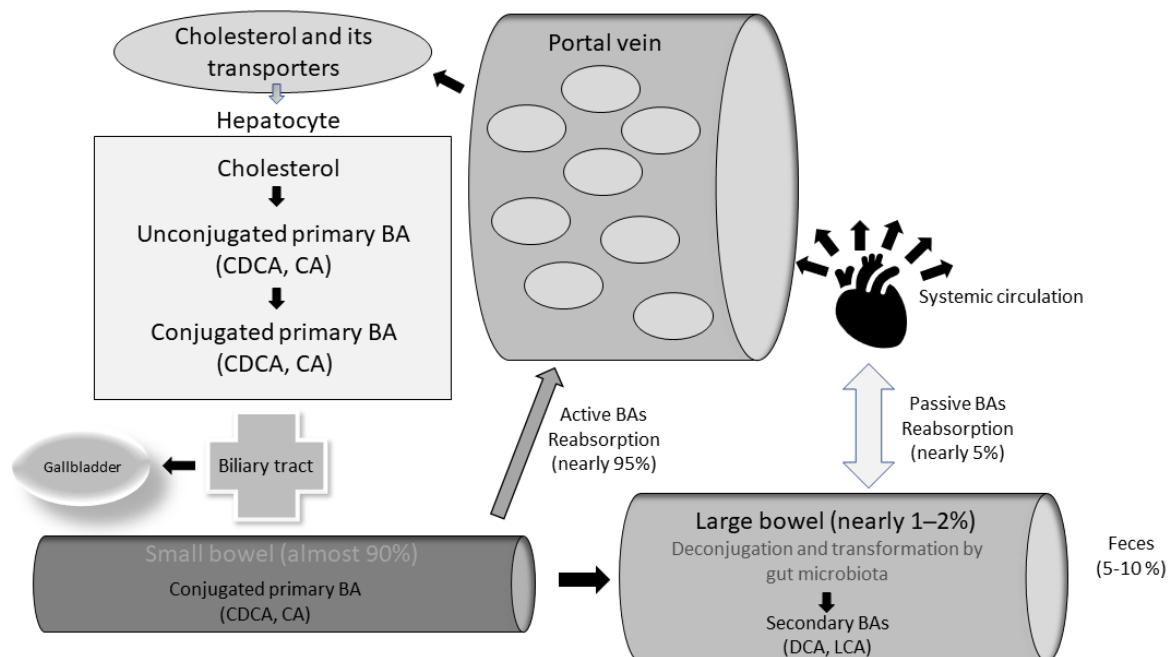 Cholesterol and its
transporters
Portal vein
Hepatocyte
Cholesterol
Unconjugated primary BA
(CDCA, CA)
Conjugated primary BA
(CDCA, CA)
Systemic circulation
Active BAs
Reabsorption
(nearly 95%)
Passive BAs
Reabsorption
(nearly 5%)
Gallbladder
Biliary tract
Small bowel (almost 90%)
Conjugated primary BA
(CDCA, CA)
Large bowel (nearly 1–2%)
Deconjugation and transformation by
gut microbiota
Secondary BAs
(DCA, LCA)
Feces
(5-10 %)